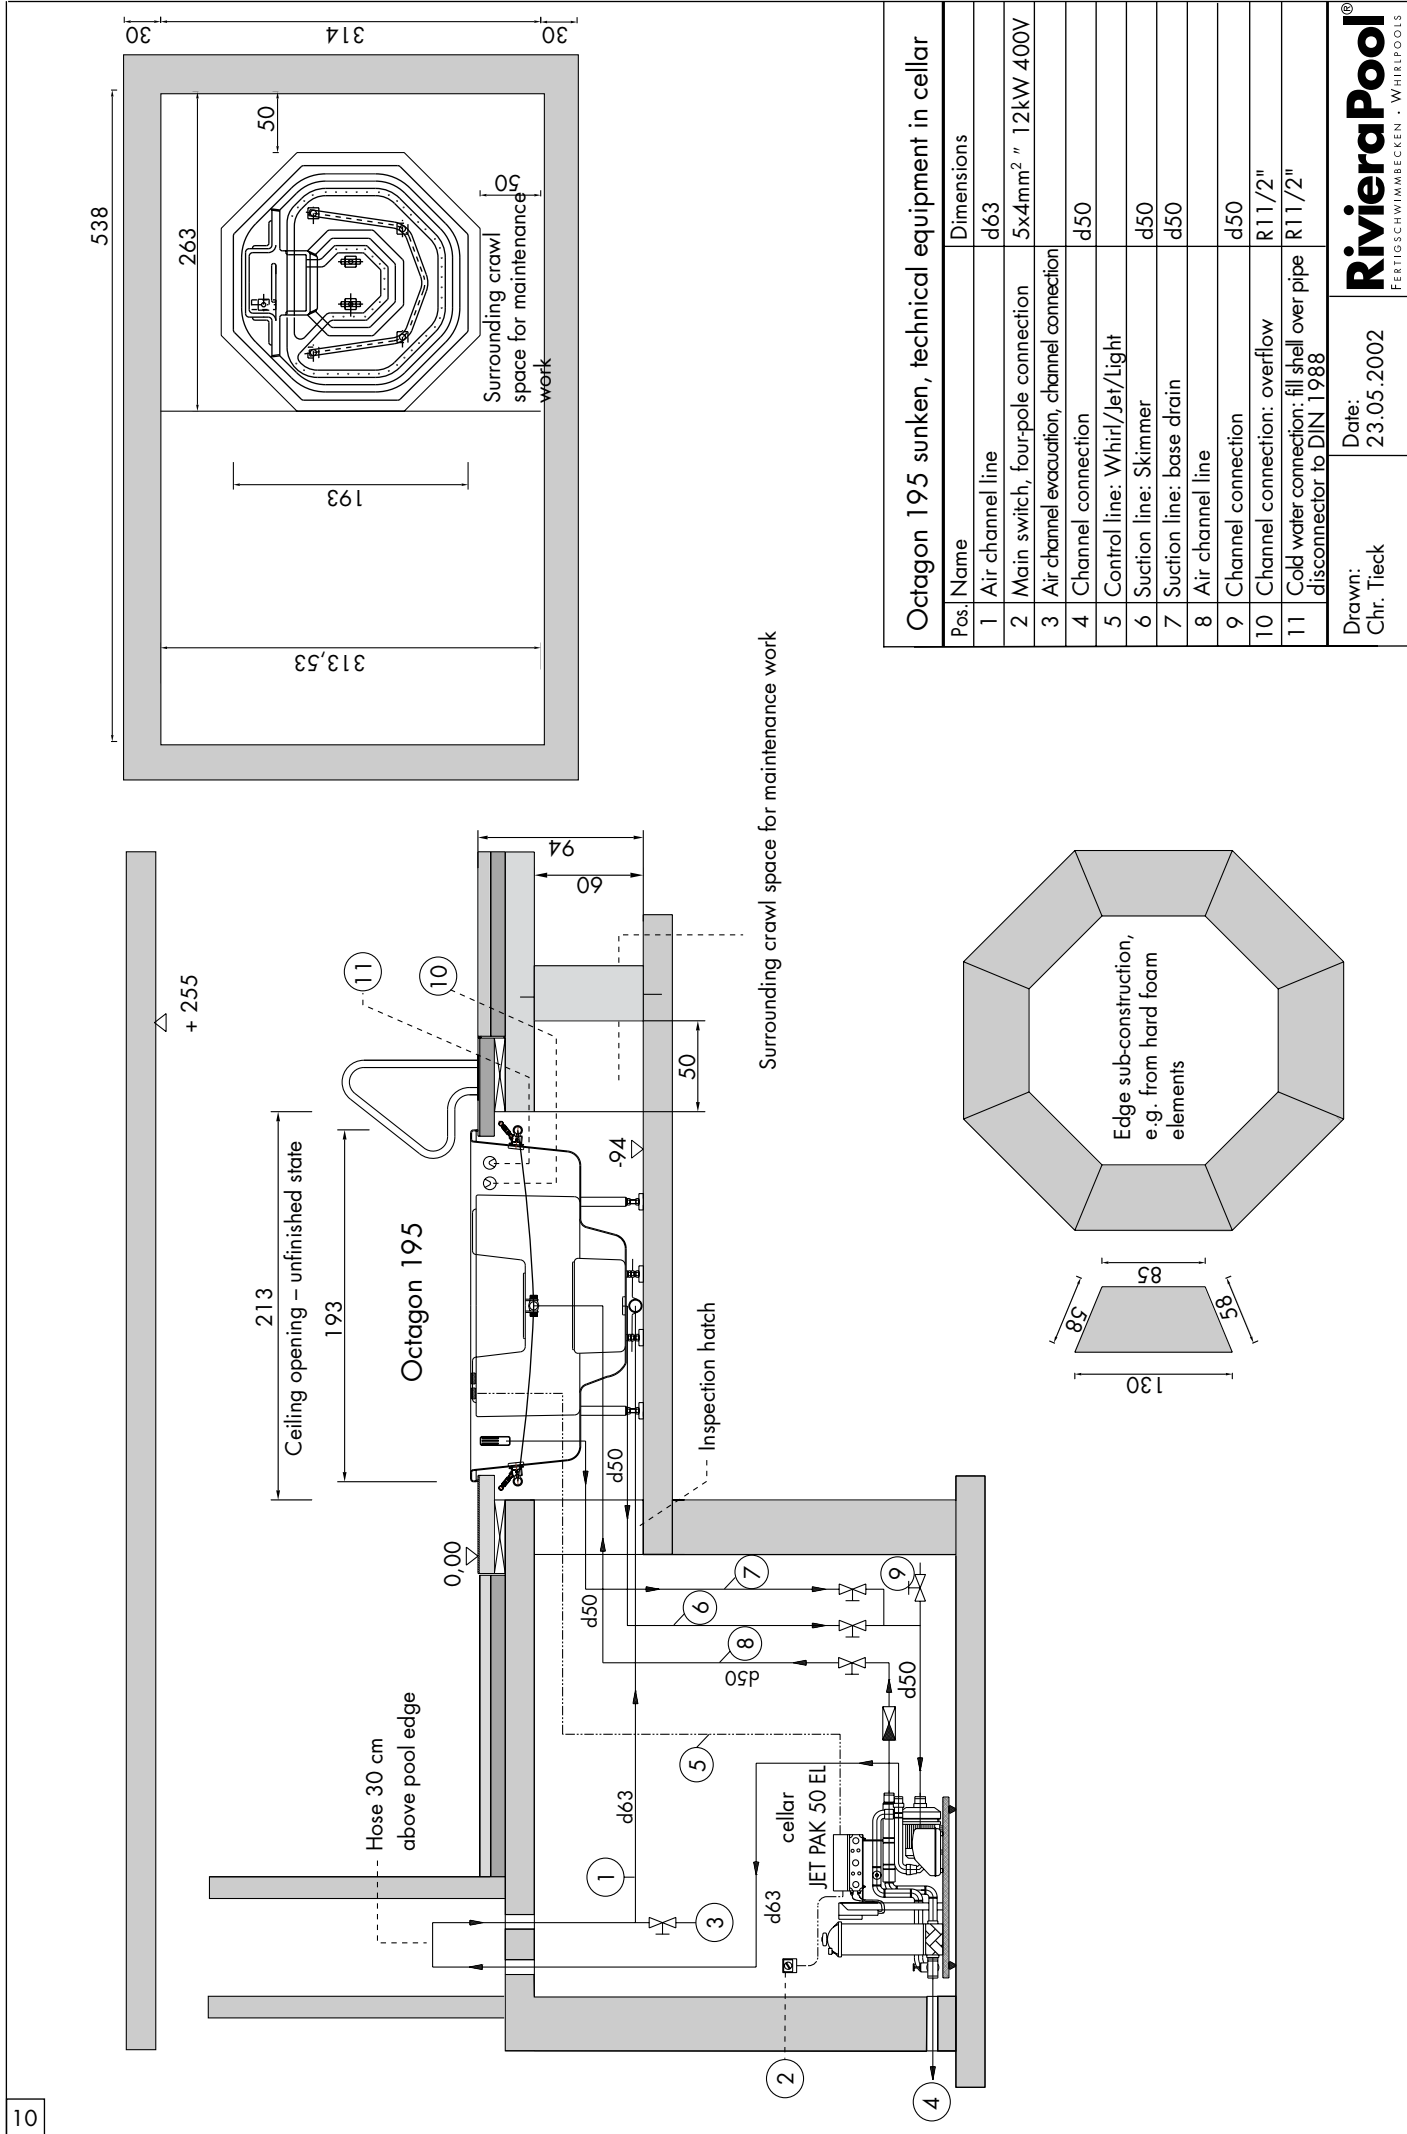 10
+ 255
Hose 30 cm
above pool edge
0,00
213
Ceiling opening – unfinished state
193
Octagon 195
11
10
94
60
50
-94
Surrounding crawl space for maintenance work
Inspection hatch
d50
d50
d50
d50
d63
d63
1
2
3
4
5
6
7
8
9
cellar
JET PAK 50 EL
538
263
50
50
30
314
30
193
313,53
Surrounding crawl
space for maintenance
work
Edge sub-construction,
e.g. from hard foam
elements
130
85
58
58
Octagon 195 sunken, technical equipment in cellar
Pos. Name Dimensions
1 Air channel line d63
2 Main switch, four-pole connection 5x4mm² " 12kW 400V
3 Air channel evacuation, channel connection
4 Channel connection d50
5 Control line: Whirl/Jet/Light
6 Suction line: Skimmer d50
7 Suction line: base drain d50
8 Air channel line
9 Channel connection d50
10 Channel connection: overflow R11/2"
11 Cold water connection: fill shell over pipe R11/2"
disconnector to DIN 1988
Drawn:
Chr. Tieck
Date:
23.05.2002
RivieraPool®
FERTIGSCHWIMMBECKEN · WHIRLPOOLS